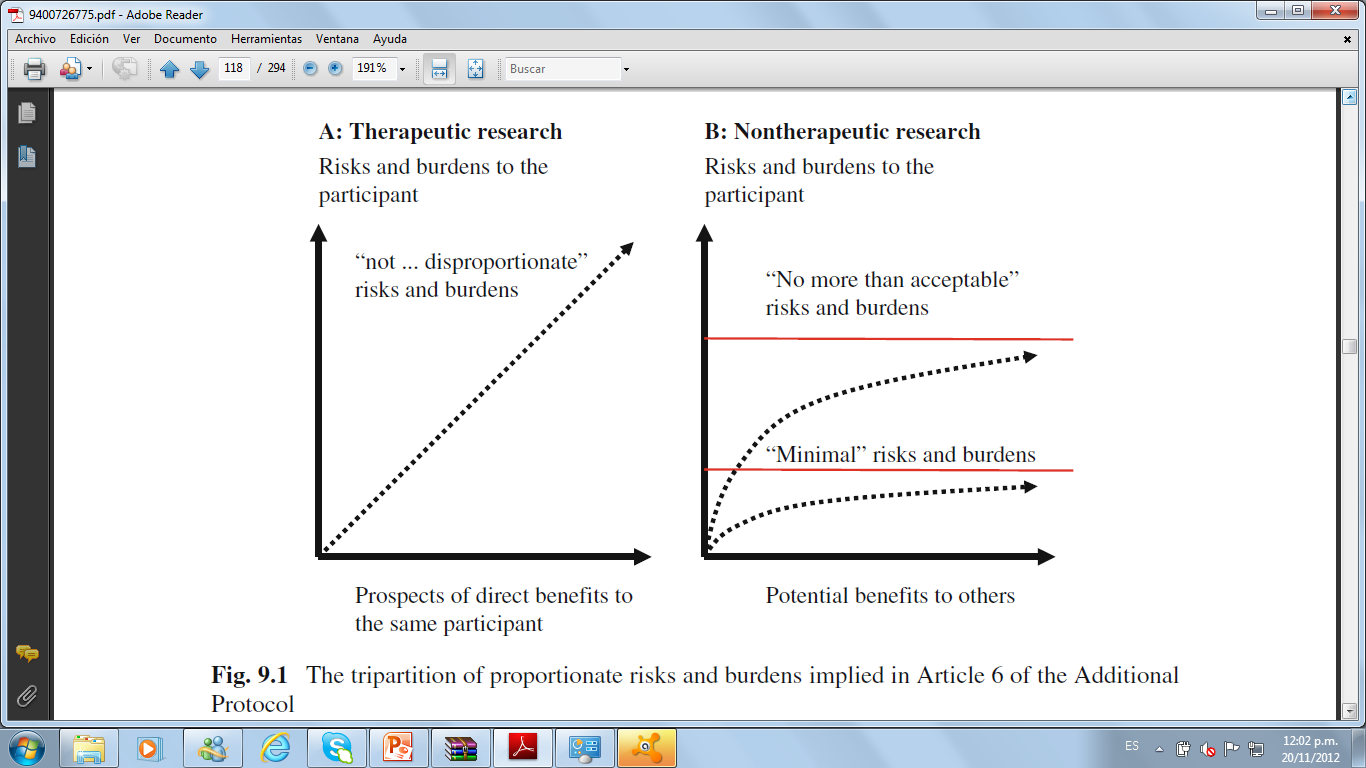 9400726775.pdf - Adobe Reader
Archivo Edición Ver Documento Herramientas Ventana Ayuda
118 / 294 191% Buscar
A: Therapeutic research
Risks and burdens to the
participant
“not ... disproportionate”
risks and burdens
Prospects of direct benefits to
the same participant
B: Nontherapeutic research
Risks and burdens to the
participant
“No more than acceptable”
risks and burdens
“Minimal” risks and burdens
Potential benefits to others
Fig. 9.1 The tripartition of proportionate risks and burdens implied in Article 6 of the Additional
Protocol
ES
12:02 p.m.
20/11/2012